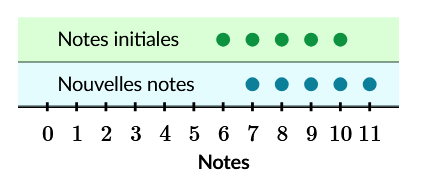 Notes initiales
Nouvelles notes
0 1 2 3 4 5 6 7 8 9 10 11
Notes